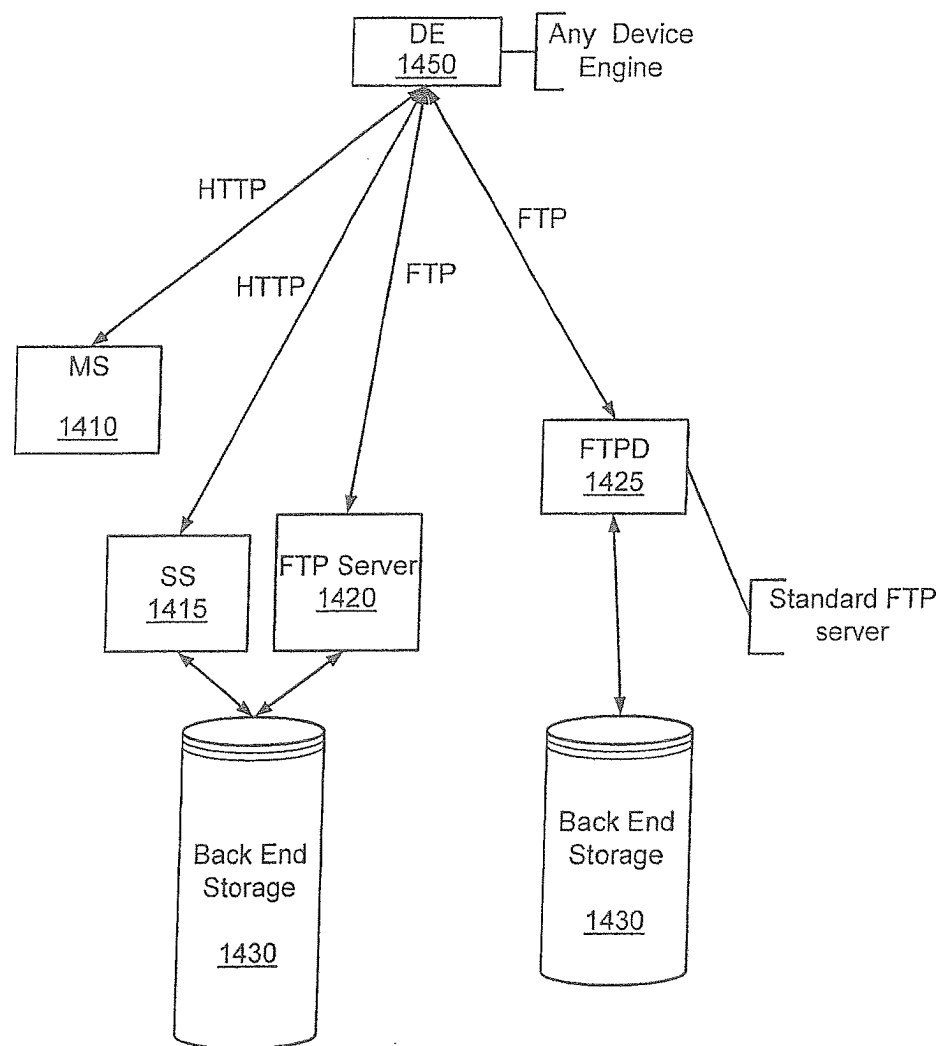 DE
1450
Any Device
Engine
HTTP
FTP
HTTP
FTP
MS
1410
FTPD
1425
SS
1415
FTP Server
1420
Standard FTP
server
Back End
Storage
1430
Back End
Storage
1430